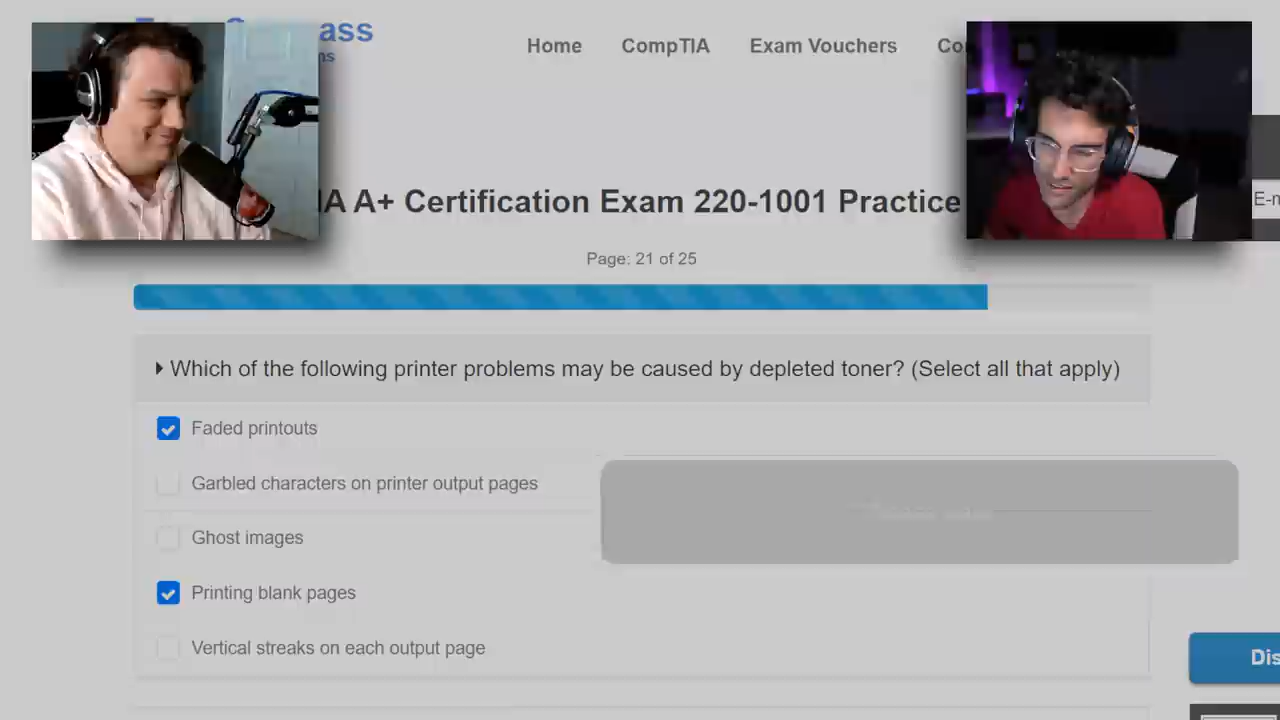 ass
ms
Home CompTIA Exam Vouchers Co
IA A+ Certification Exam 220-1001 Practice
E-m
Page: 21 of 25
Which of the following printer problems may be caused by depleted toner? (Select all that apply)
Faded printouts
Garbled characters on printer output pages
Ghost images
Printing blank pages
Vertical streaks on each output page
Dis